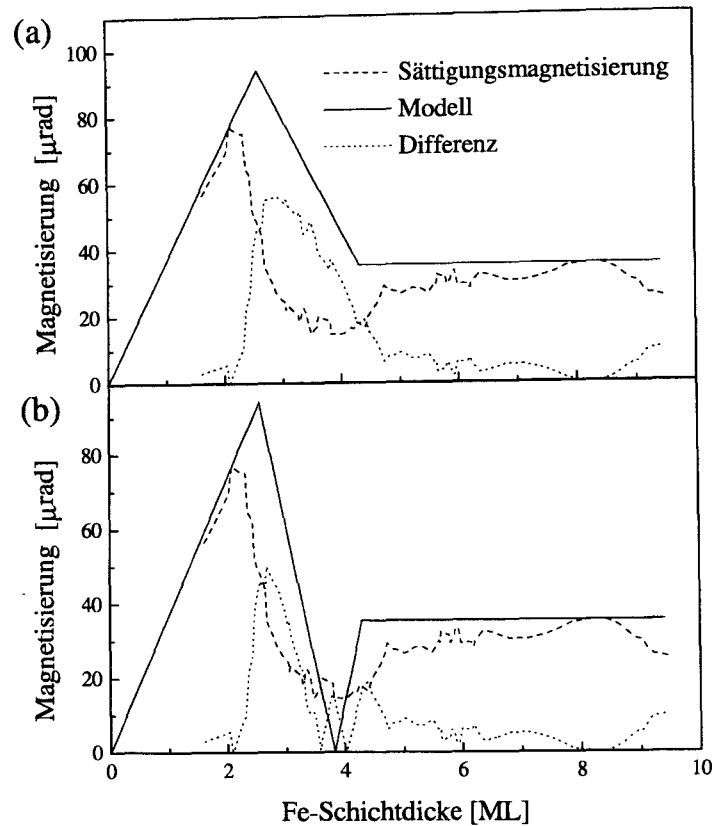 (a)
Magnetisierung [μrad]
100
80
60
40
20
0
Sättigungsmagnetisierung
Modell
Differenz
(b)
Magnetisierung [μrad]
80
60
40
20
0
0 2 4 6 8 10
Fe-Schichtdicke [ML]